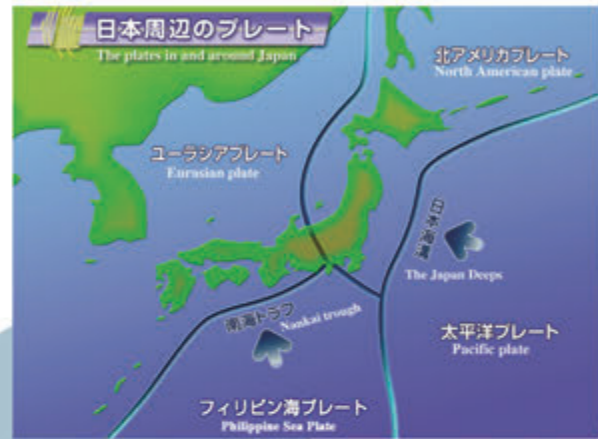 日本周辺のプレート
The plates in and around Japan
北アメリカプレート
North American plate
ユーラシアプレート
Eurasian plate
日本海溝
The Japan Deeps
南海トラフ
Nankai trough
太平洋プレート
Pacific plate
フィリピン海プレート
Philippine Sea Plate